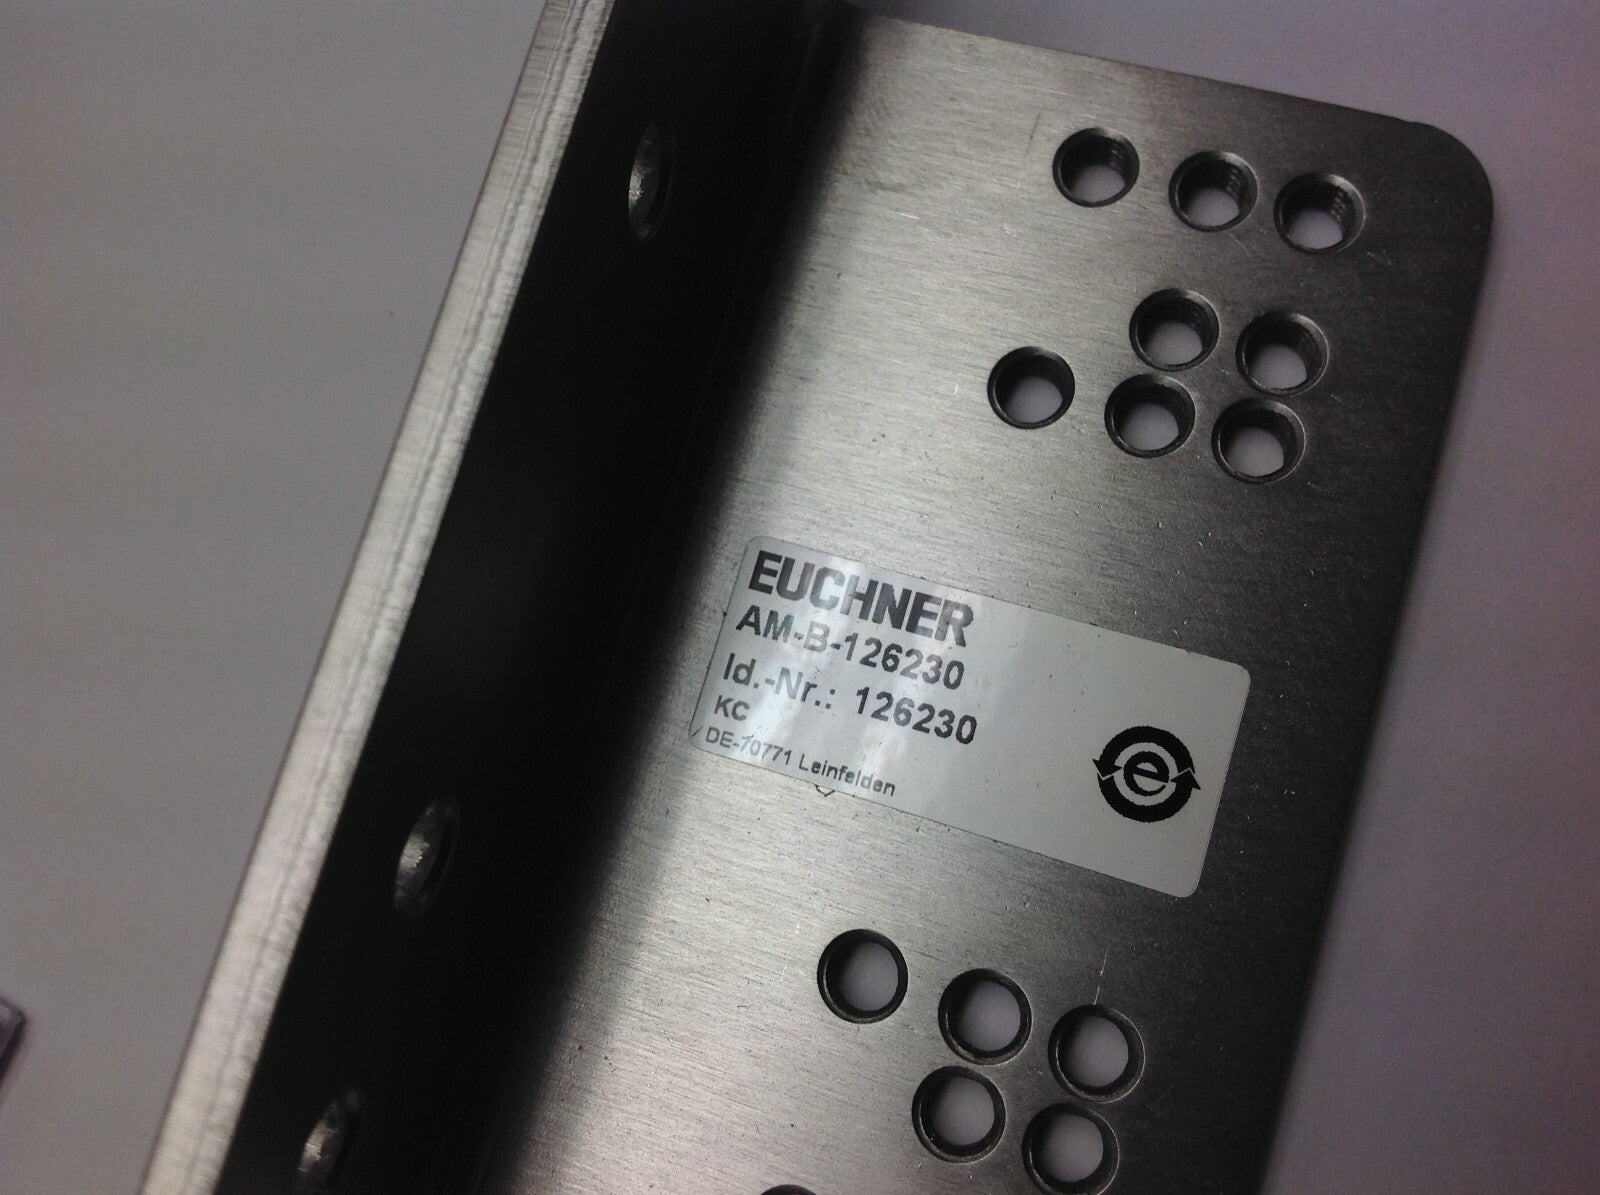 EUCHNER
AM-B-126230
Id.-Nr.: 126230
KC
DE-70771 Leinfelden
e